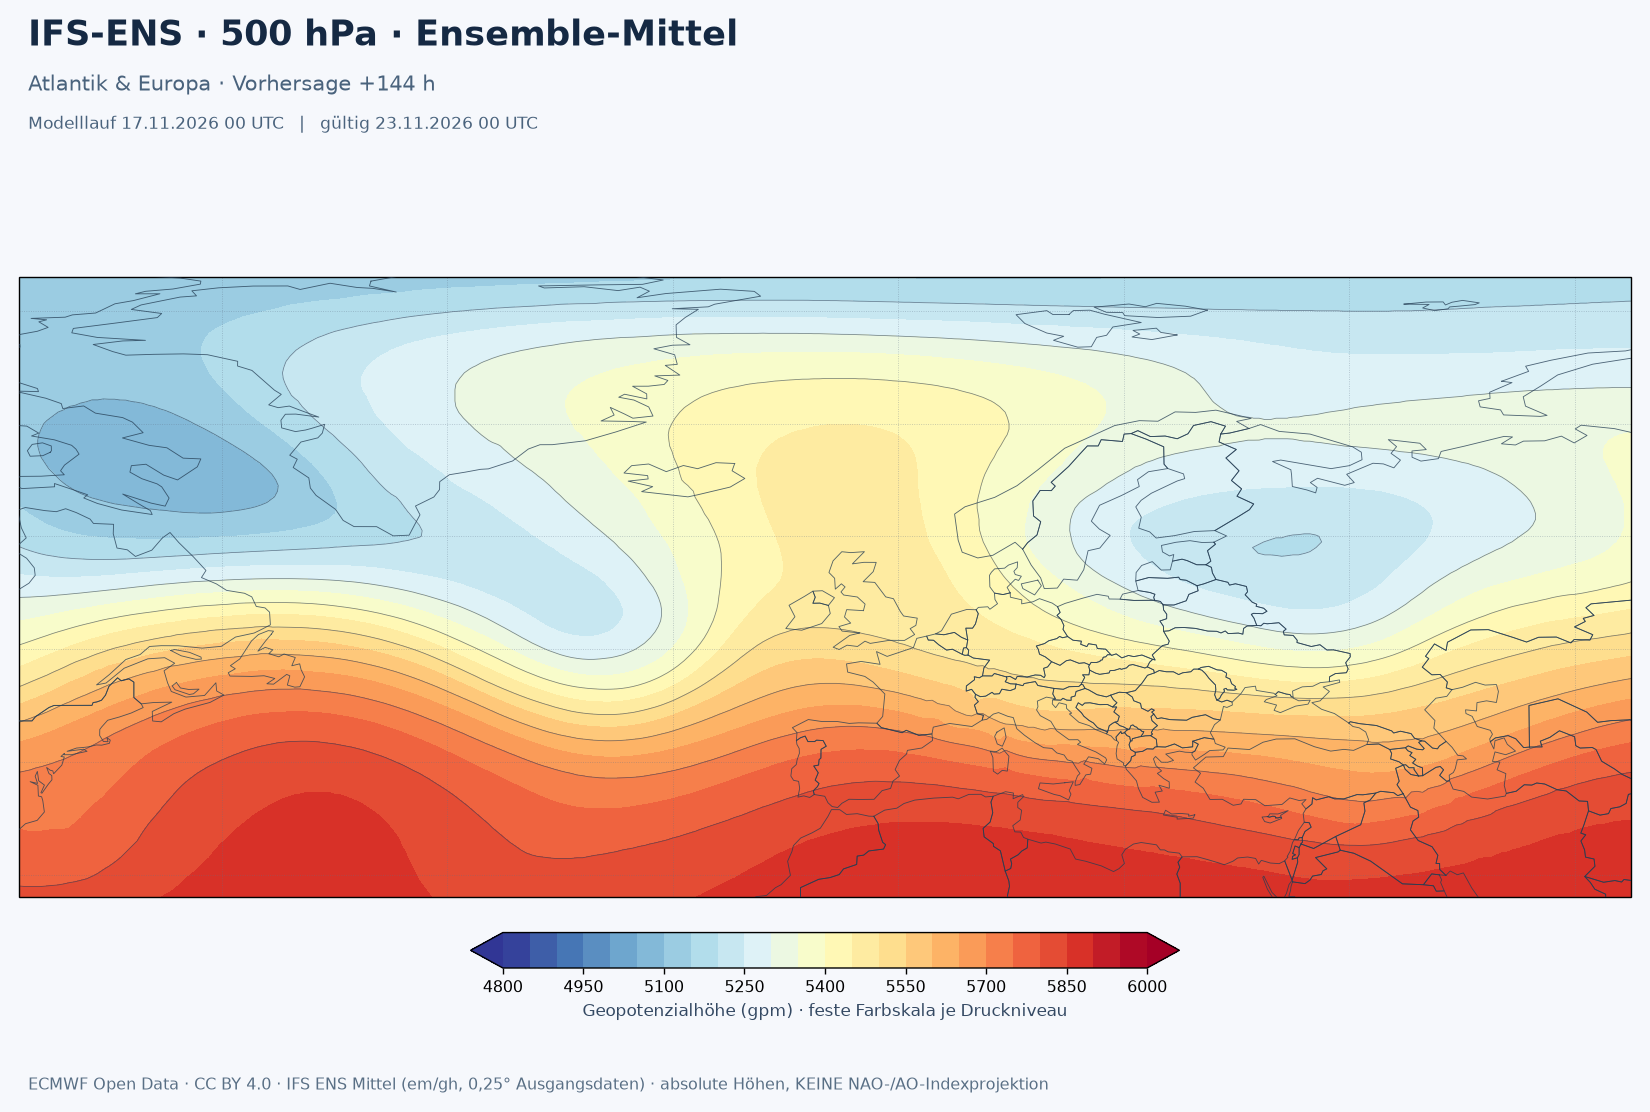 IFS-ENS · 500 hPa · Ensemble-Mittel
Atlantik & Europa · Vorhersage +144 h
Modelllauf 17.11.2026 00 UTC | gültig 23.11.2026 00 UTC
4800 4950 5100 5250 5400 5550 5700 5850 6000
Geopotenzialhöhe (gpm) · feste Farbskala je Druckniveau
ECMWF Open Data · CC BY 4.0 · IFS ENS Mittel (em/gh, 0,25° Ausgangsdaten) · absolute Höhen, KEINE NAO-/AO-Indexprojektion